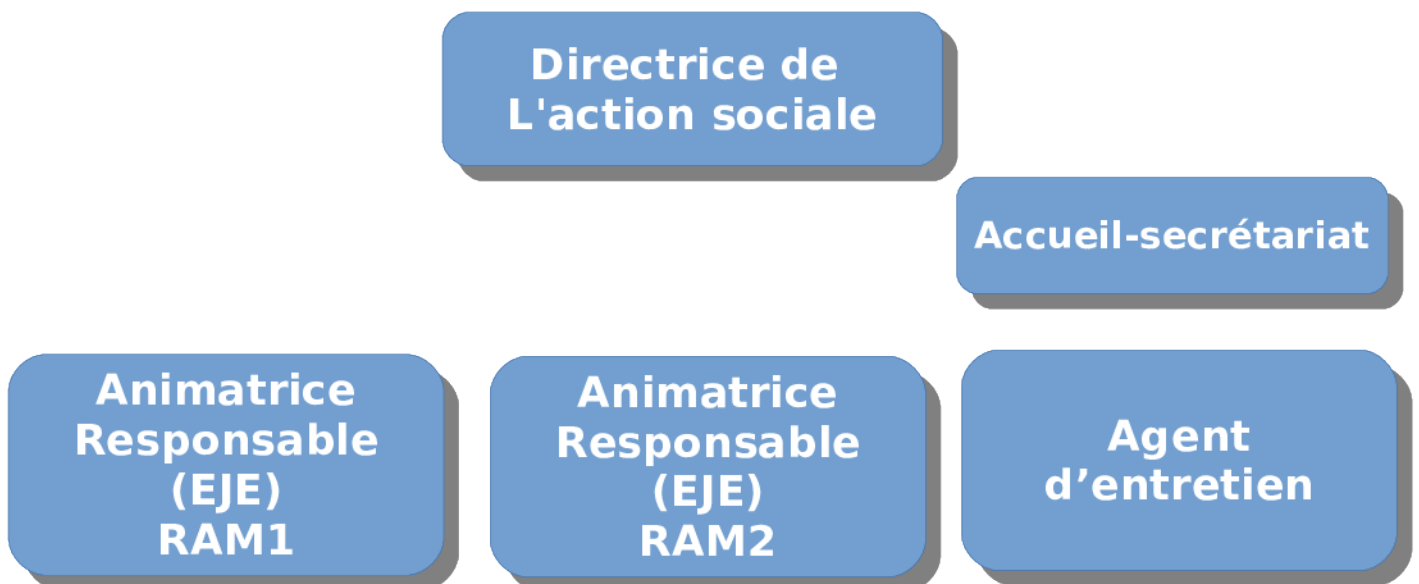 Directrice de
L'action sociale
Accueil-secrétariat
Animatrice
Responsable
(EJE)
RAM1
Animatrice
Responsable
(EJE)
RAM2
Agent
d’entretien